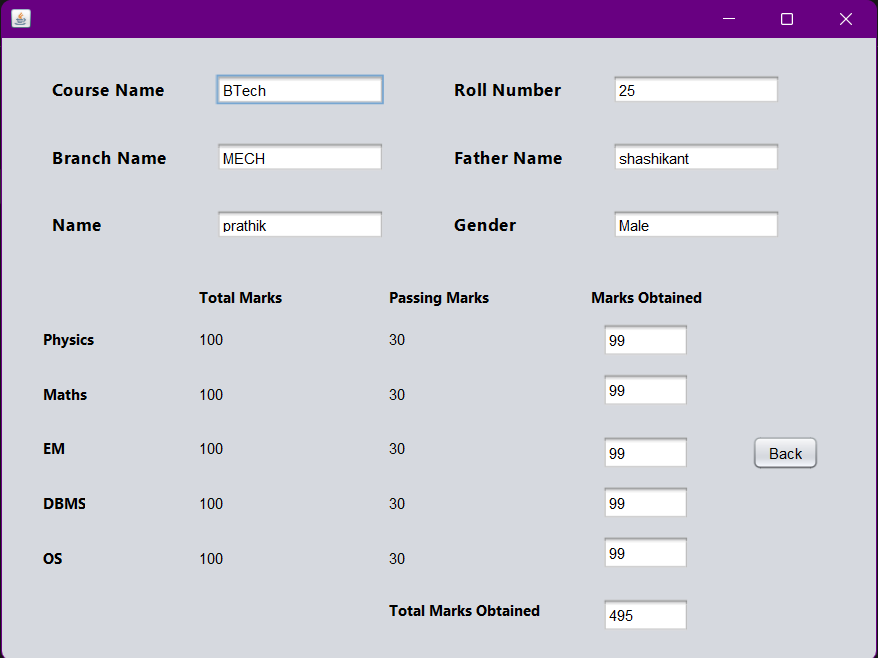 Course Name BTech Roll Number 25
Branch Name MECH Father Name shashikant
Name prathik Gender Male
Total Marks Passing Marks Marks Obtained
Physics 100 30 99
Maths 100 30 99
EM 100 30 99 Back
DBMS 100 30 99
OS 100 30 99
Total Marks Obtained 495